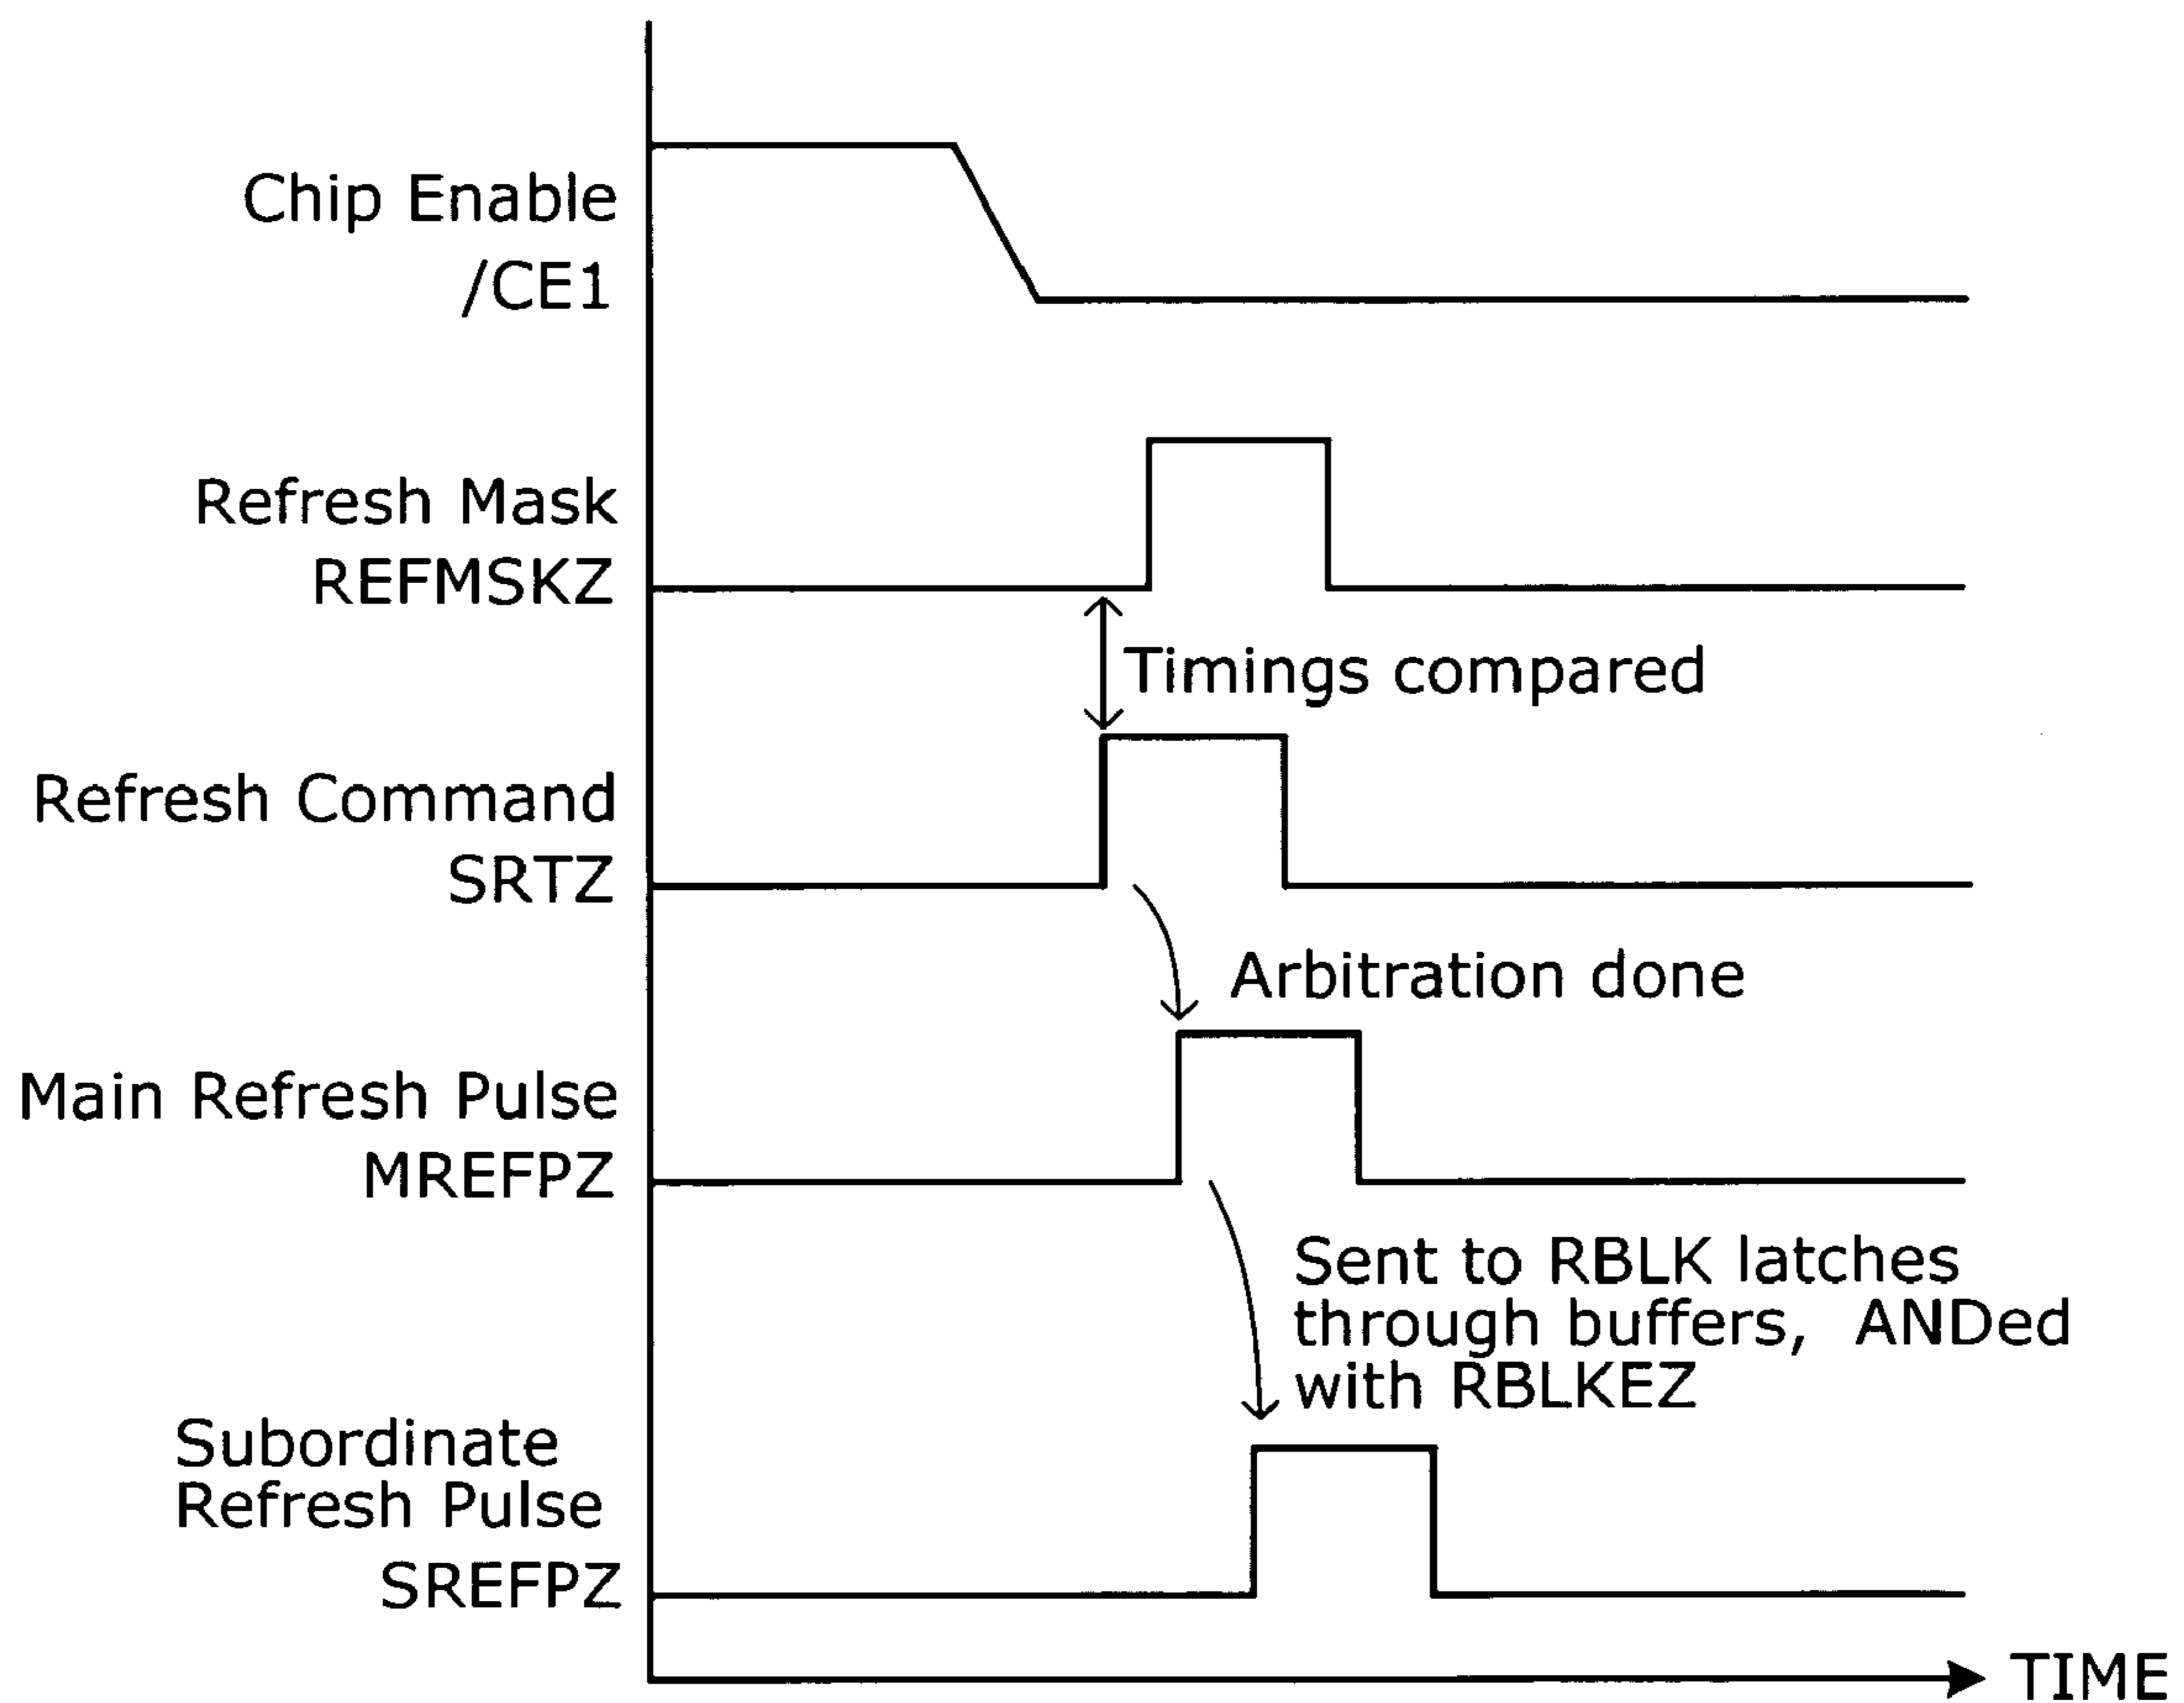 Chip Enable
/CE1
Refresh Mask
REFMSKZ
Timings compared
Refresh Command
SRTZ
Arbitration done
Main Refresh Pulse
MREFPZ
Sent to RBLK latches
through buffers, ANDed
with RBLKEZ
Subordinate
Refresh Pulse
SREFPZ
TIME